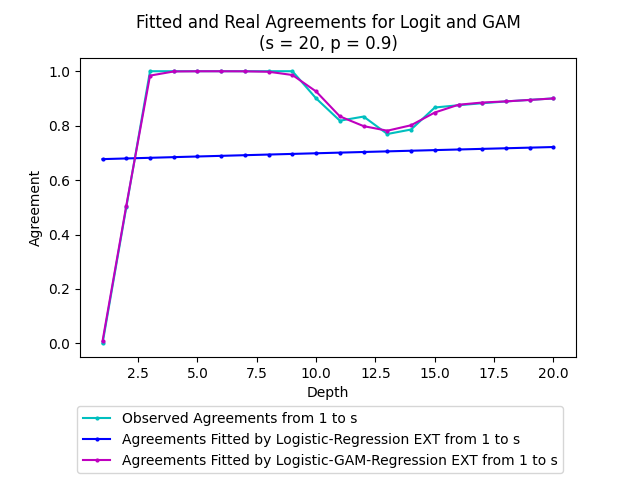 Fitted and Real Agreements for Logit and GAM
(s = 20, p = 0.9)
1.0
0.8
0.6
0.4
0.2
0.0
Agreement
2.5 5.0 7.5 10.0 12.5 15.0 17.5 20.0
Depth
Observed Agreements from 1 to s
Agreements Fitted by Logistic-Regression EXT from 1 to s
Agreements Fitted by Logistic-GAM-Regression EXT from 1 to s